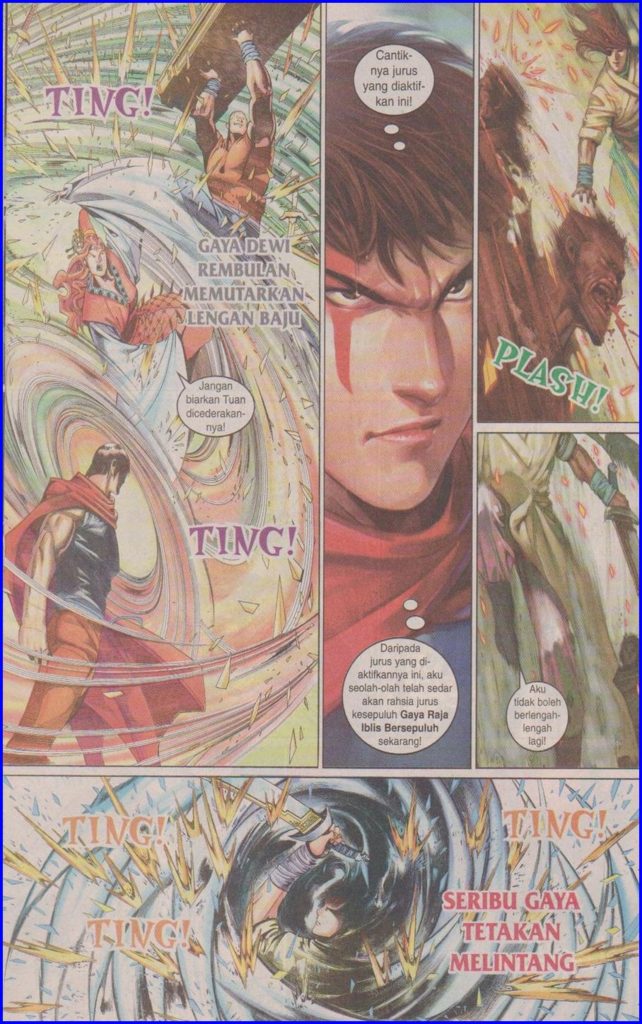 TING!
GAYA DEWI
REMBULAN
MEMUTARKAN
LENGAN BAJU
Jangan
biarkan Tuan
dicederakan-
nya!
TING!
Cantik-
nya jurus
yang diaktif-
kan ini!
Daripada
jurus yang di-
aktifkannya ini, aku
seolah-olah telah sedar
akan rahsia jurus
kesepuluh Gaya Raja
Iblis Bersepuluh
sekarang!
PLASH!
Aku
tidak boleh
berlengah-
lengah
lagi!
TING!
TING!
TING!
SERIBU GAYA
TETAKAN
MELINTANG